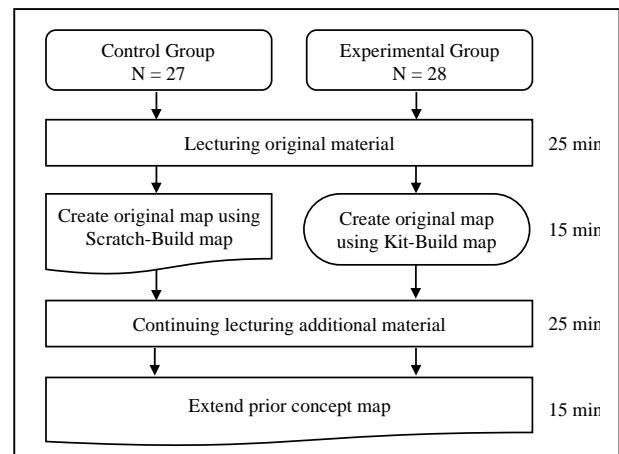 Control Group
N = 27
Experimental Group
N = 28
Lecturing original material
25 min
Create original map using
Scratch-Build map
Create original map
using Kit-Build map
15 min
Continuing lecturing additional material
25 min
Extend prior concept map
15 min